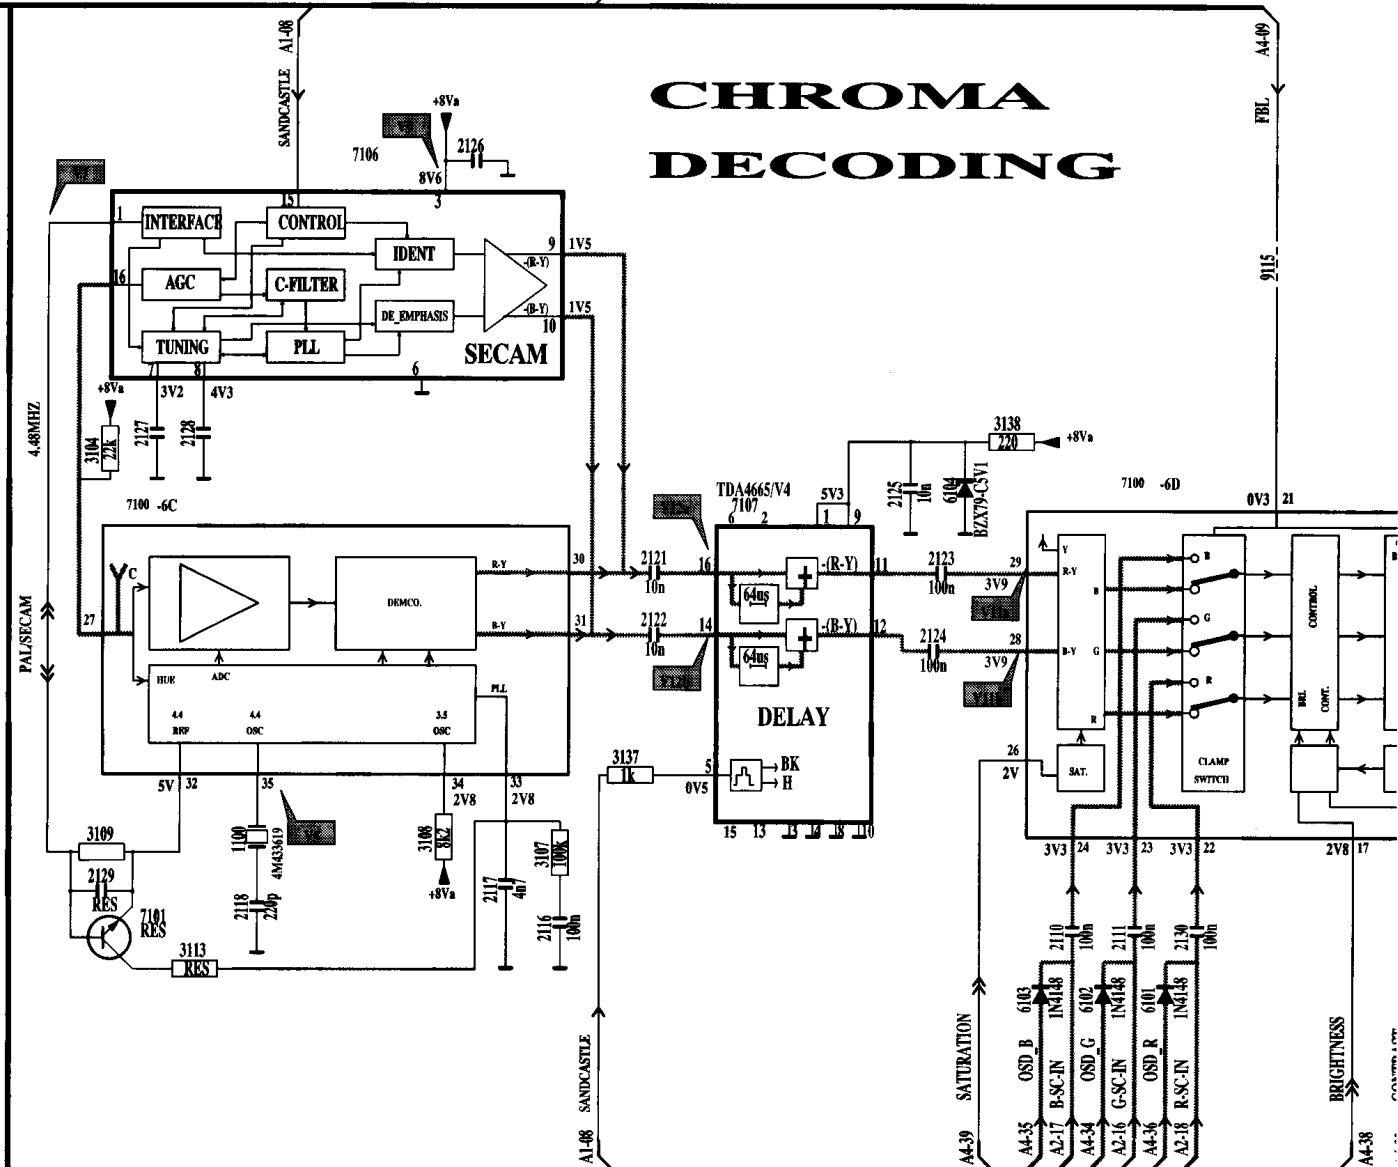 A1-08
A4-09
SANDCASTLE
CHROMA
DECODING
FBL
+8Va
7106
2126
8V6
15
3
1
INTERFACE
CONTROL
IDENT
-(R-Y)
9
1V5
16
AGC
C-FILTER
DE_EMPHASIS
-(B-Y)
10
1V5
TUNING
PLL
SECAM
7
8
6
9115
4.48MHZ
+8Va
3V2
4V3
3104
22k
2127
2128
7100 -6C
3138
220
+8Va
TDA4665/V4
7107
5V3
6
2
1
9
2125
10n
6104
BZX79-C5V1
7100 -6D
0V3
21
PAL/SECAM
C
27
DEMCO.
R-Y
B-Y
30
31
2121
10n
2122
10n
16
14
64us
64us
-(R-Y)
-(B-Y)
11
12
2123
100n
2124
100n
29
3V9
28
3V9
Y
R-Y
B
B-Y
G
R
B
G
R
CONTROL
BRI.
CONT.
HUE
ADC
PLL
4.4
REF
4.4
OSC
3.5
OSC
DELAY
26
2V
SAT.
CLAMP
SWITCH
5V
32
35
34
2V8
33
2V8
3137
1k
5
0V5
BK
H
15
13
3
4
8
10
3109
2129
RES
7101
RES
3113
RES
1100
4M433619
2118
220p
3108
8K2
+8Va
2117
4n7
3107
100k
2116
100n
3V3
24
3V3
23
3V3
22
2V8
17
2110
100n
2111
100n
2130
100n
6103
1N4148
6102
1N4148
6101
1N4148
A1-08
SANDCASTLE
A4-39
SATURATION
A4-35
OSD_B
A2-17
B-SC-IN
A4-34
OSD_G
A2-16
G-SC-IN
A4-36
OSD_R
A2-18
R-SC-IN
BRIGHTNESS
A4-38